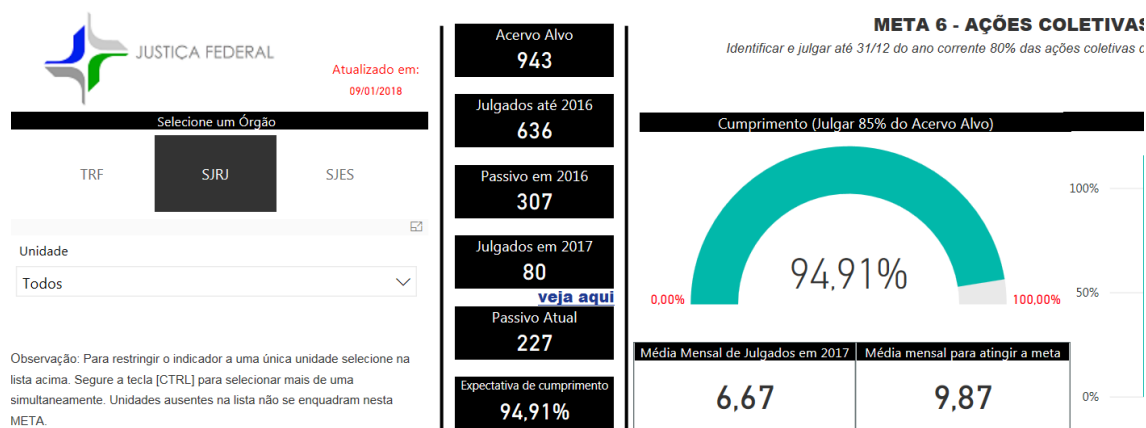 JUSTIÇA FEDERAL
Atualizado em:
09/01/2018
Selecione um Órgão
TRF
SJRJ
SJES
Unidade
Todos
Observação: Para restringir o indicador a uma única unidade selecione na
lista acima. Segure a tecla [CTRL] para selecionar mais de uma
simultaneamente. Unidades ausentes na lista não se enquadram nesta
META.
Acervo Alvo
943
Julgados até 2016
636
Passivo em 2016
307
Julgados em 2017
80
veja aqui
Passivo Atual
227
Expectativa de cumprimento
94,91%
META 6 - AÇÕES COLETIVAS
Identificar e julgar até 31/12 do ano corrente 80% das ações coletivas
Cumprimento (Julgar 85% do Acervo Alvo)
94,91%
0,00%
100,00%
Média Mensal de Julgados em 2017
6,67
Média mensal para atingir a meta
9,87
100%
50%
0%